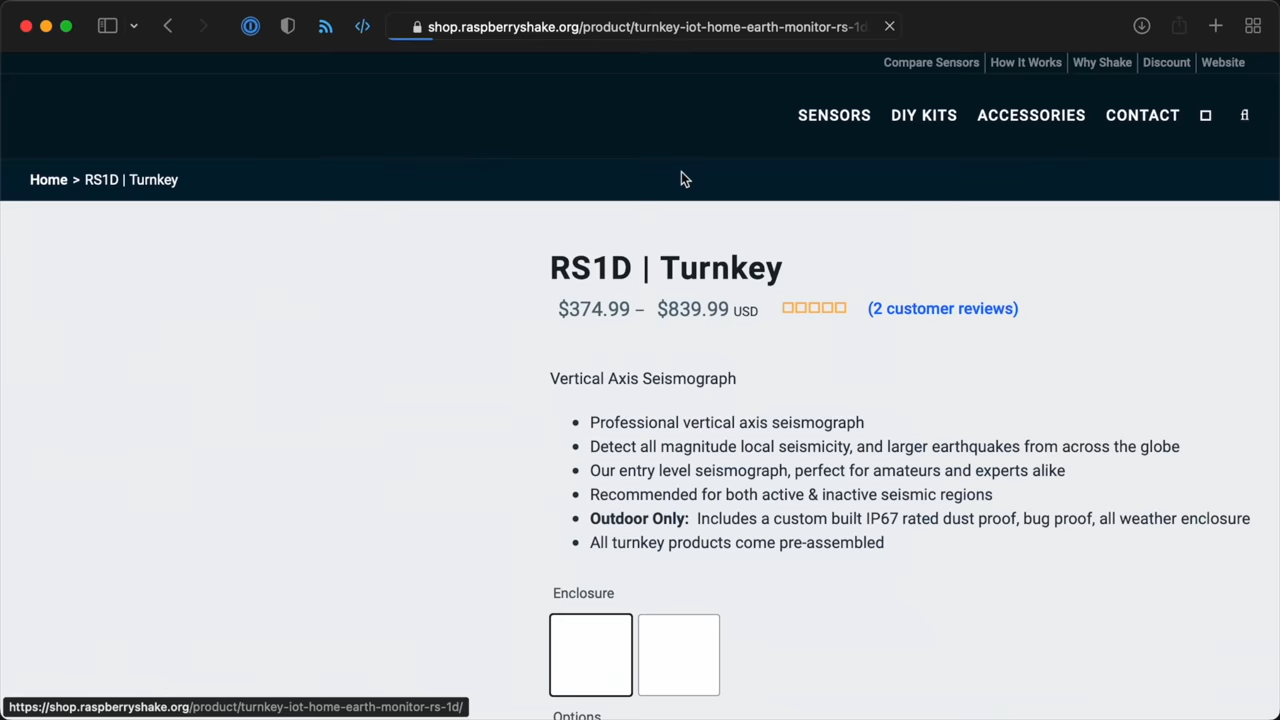 shop.raspberryshake.org/product/turnkey-iot-home-earth-monitor-rs-1d
Compare Sensors | How It Works | Why Shake | Discount | Website
SENSORS DIY KITS ACCESSORIES CONTACT
Home > RS1D | Turnkey
RS1D | Turnkey
$374.99 – $839.99 USD (2 customer reviews)
Vertical Axis Seismograph
• Professional vertical axis seismograph
• Detect all magnitude local seismicity, and larger earthquakes from across the globe
• Our entry level seismograph, perfect for amateurs and experts alike
• Recommended for both active & inactive seismic regions
• Outdoor Only: Includes a custom built IP67 rated dust proof, bug proof, all weather enclosure
• All turnkey products come pre-assembled
Enclosure
https://shop.raspberryshake.org/product/turnkey-iot-home-earth-monitor-rs-1d/
Options